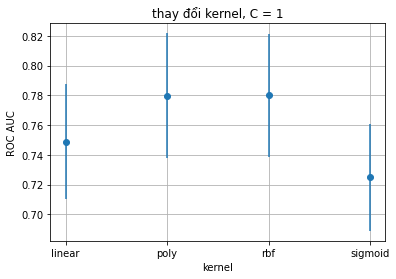 thay đổi kernel, C = 1
ROC AUC
0.82
0.80
0.78
0.76
0.74
0.72
0.70
linear poly rbf sigmoid
kernel